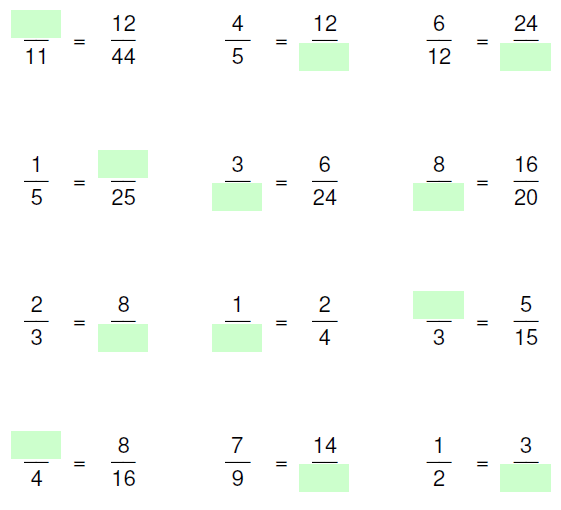 12 4 12 6 24
11 = 44 5 = 12 =
1 3 6 8 16
5 = 25 = 24 = 20
2 8 1 2 5
3 = = 4 3 = 15
8 7 14 1 3
4 = 16 9 = 2 =